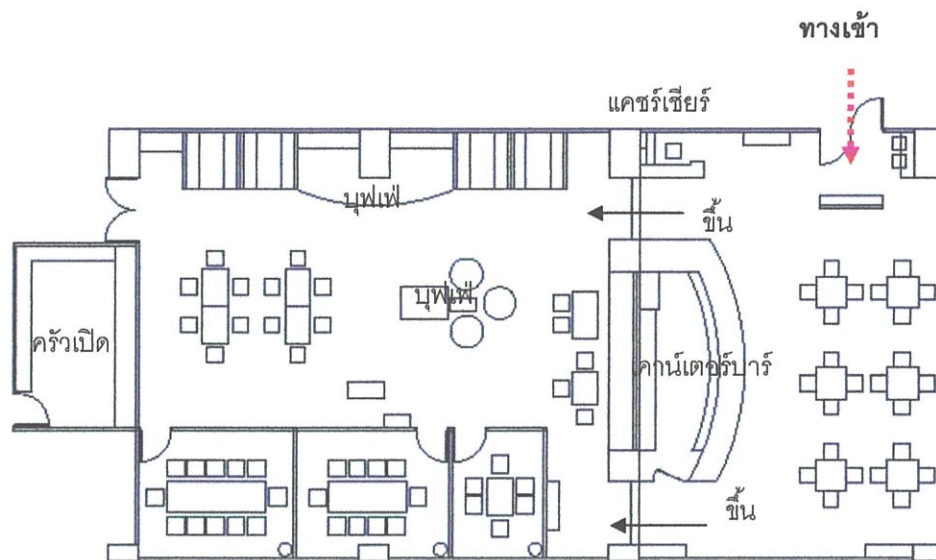 ทางเข้า
แคชร์เชียร์
บุฟเฟ่
ขึ้น
บุฟเฟ่
ครัวเปิด
เคาน์เตอร์บาร์
ขึ้น